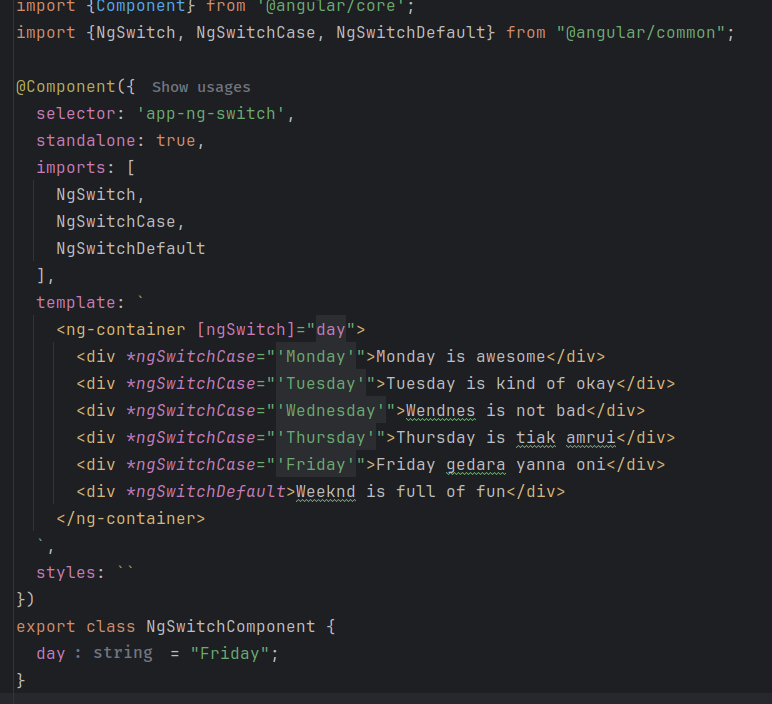 import {Component} from '@angular/core';
import {NgSwitch, NgSwitchCase, NgSwitchDefault} from "@angular/common";
@Component({ Show usages
selector: 'app-ng-switch',
standalone: true,
imports: [
NgSwitch,
NgSwitchCase,
NgSwitchDefault
],
template: `
<ng-container [ngSwitch]="day">
<div *ngSwitchCase="'Monday'">Monday is awesome</div>
<div *ngSwitchCase="'Tuesday'">Tuesday is kind of okay</div>
<div *ngSwitchCase="'Wednesday'">Wendnes is not bad</div>
<div *ngSwitchCase="'Thursday'">Thursday is tiak amrui</div>
<div *ngSwitchCase="'Friday'">Friday gedara yanna oni</div>
<div *ngSwitchDefault>Weeknd is full of fun</div>
</ng-container>
`,
styles: ``
})
export class NgSwitchComponent {
day : string = "Friday";
}